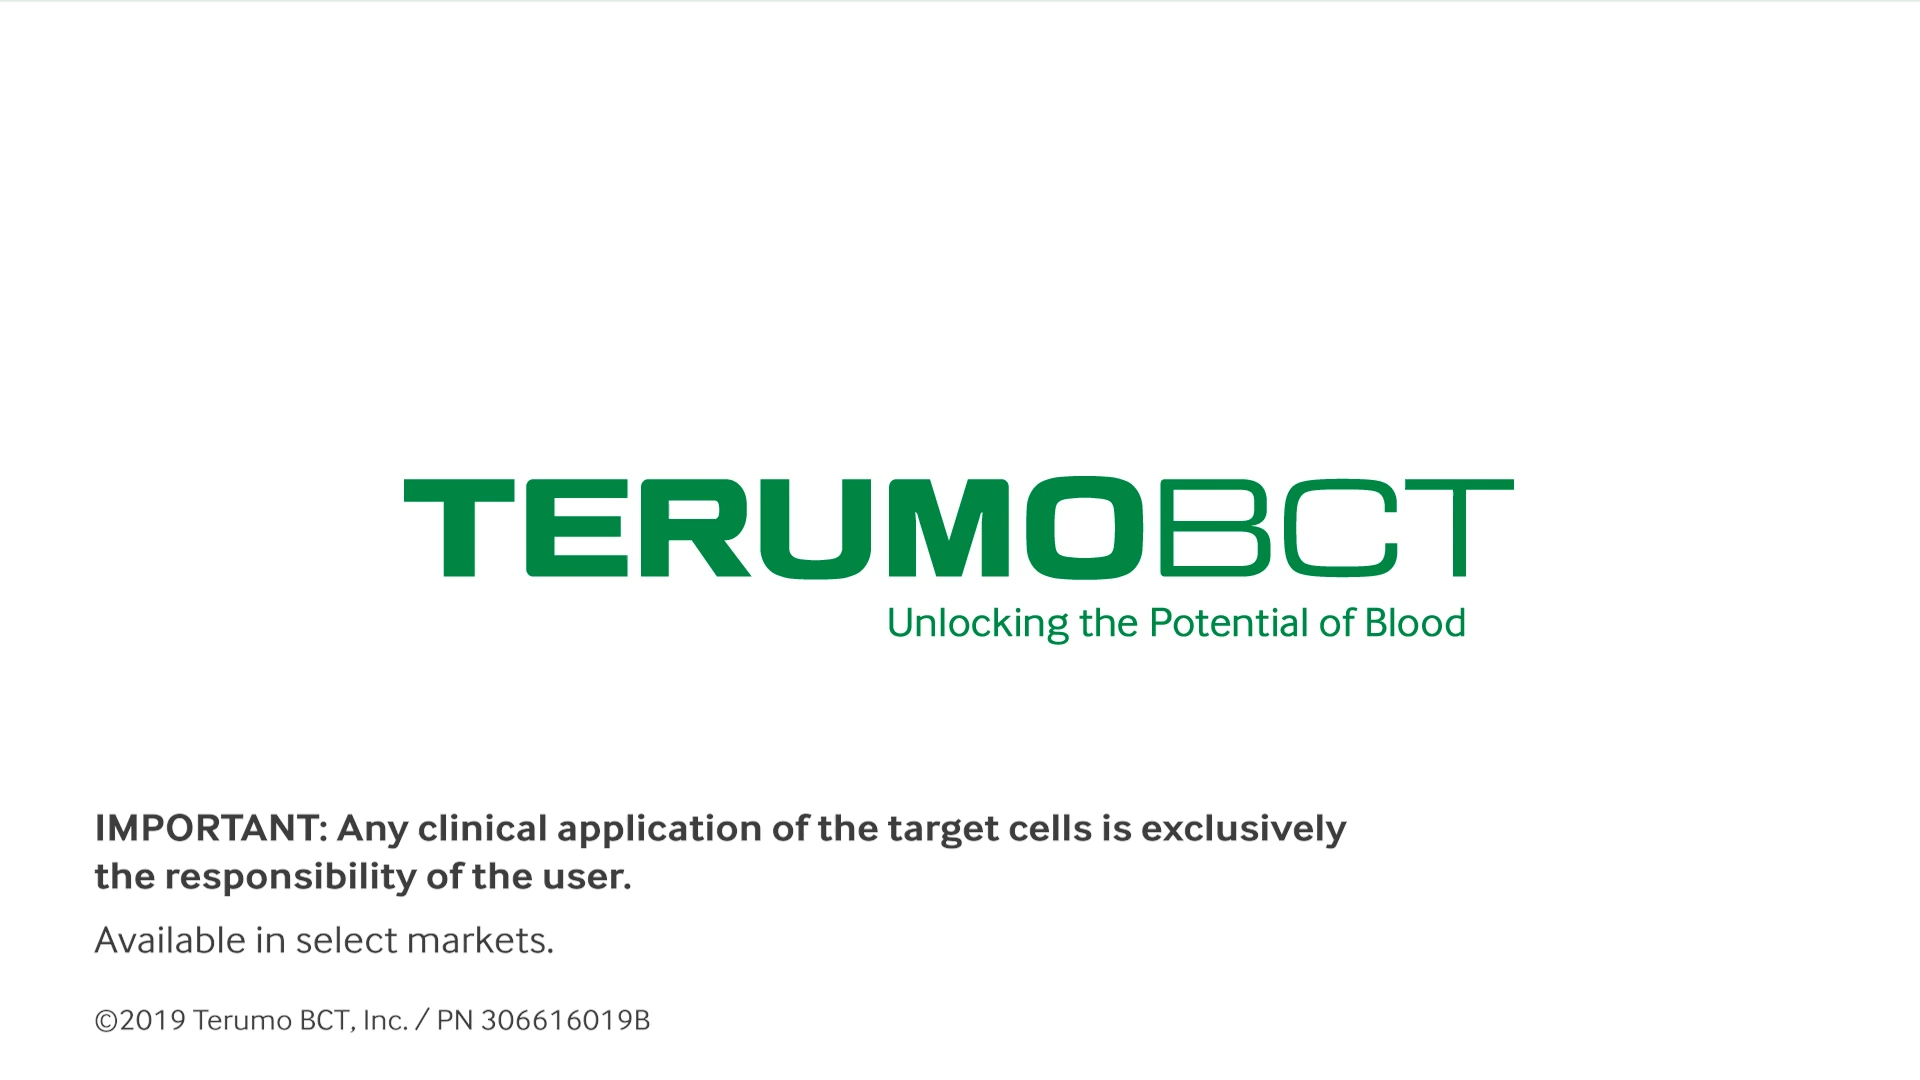 TERUMOBCT
Unlocking the Potential of Blood
IMPORTANT: Any clinical application of the target cells is exclusively
the responsibility of the user.
Available in select markets.
©2019 Terumo BCT, Inc. / PN 306616019B